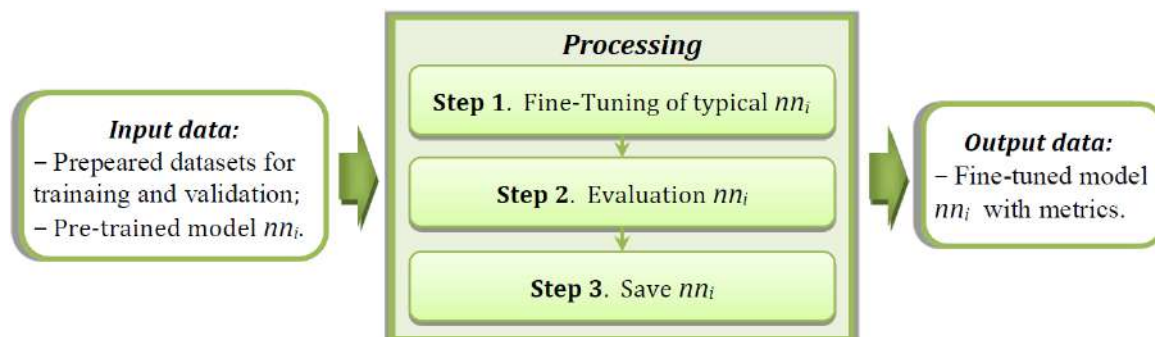 Input data:
– Prepeared datasets for
trainaing and validation;
– Pre-trained model nnᵢ.
Processing
Step 1. Fine-Tuning of typical nnᵢ
Step 2. Evaluation nnᵢ
Step 3. Save nnᵢ
Output data:
– Fine-tuned model
nnᵢ with metrics.